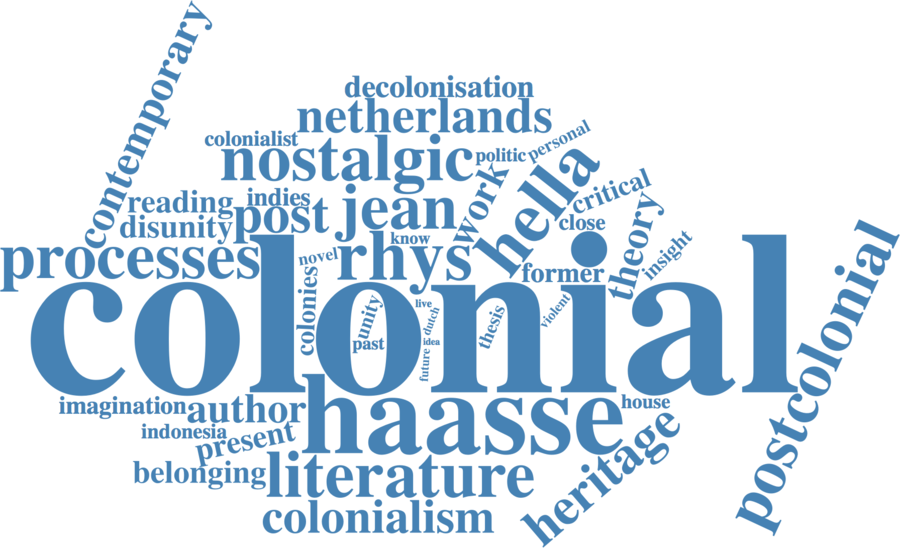 contemporary
decolonisation
netherlands
colonialist
nostalgic
politic
personal
reading
indies
disunity
post
jean
work
hella
critical
close
theory
insight
processes
know
novel
rhys
former
colonial
colonies
unity
past
live
dutch
idea
future
thesis
violent
postcolonial
imagination
author
haasse
house
indonesia
present
heritage
belonging
literature
colonialism